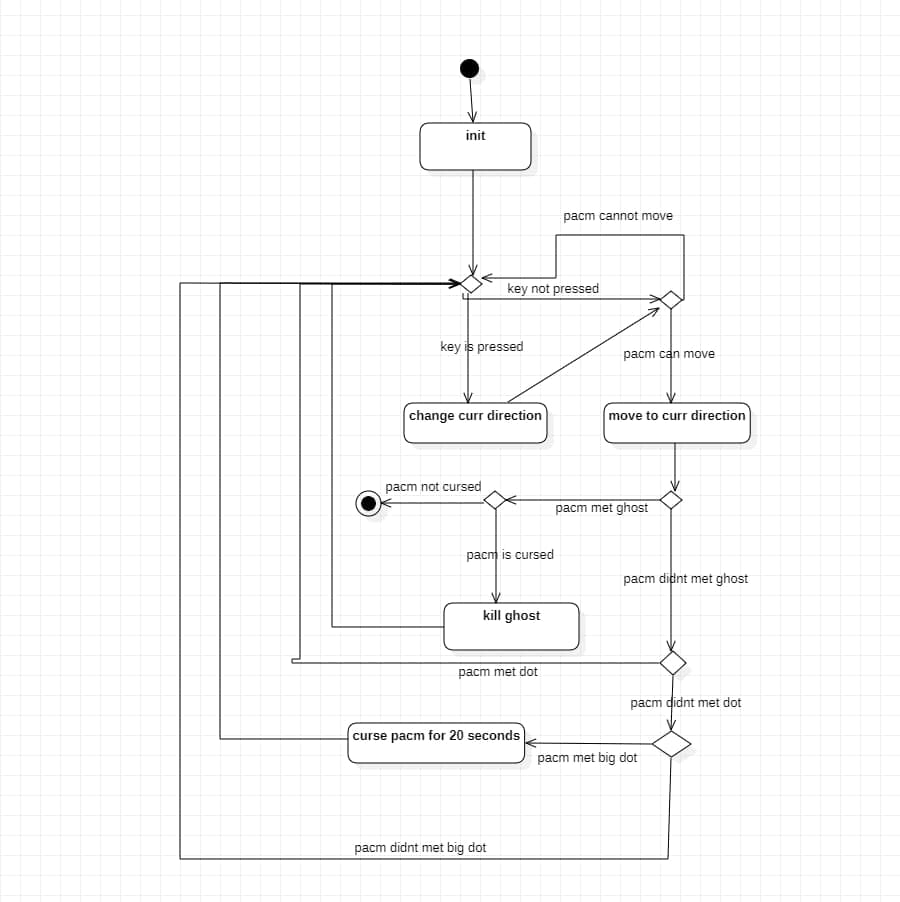 init
pacm cannot move
key not pressed
key is pressed
pacm can move
change curr direction
move to curr direction
pacm not cursed
pacm met ghost
pacm is cursed
pacm didnt met ghost
kill ghost
pacm met dot
pacm didnt met dot
curse pacm for 20 seconds
pacm met big dot
pacm didnt met big dot